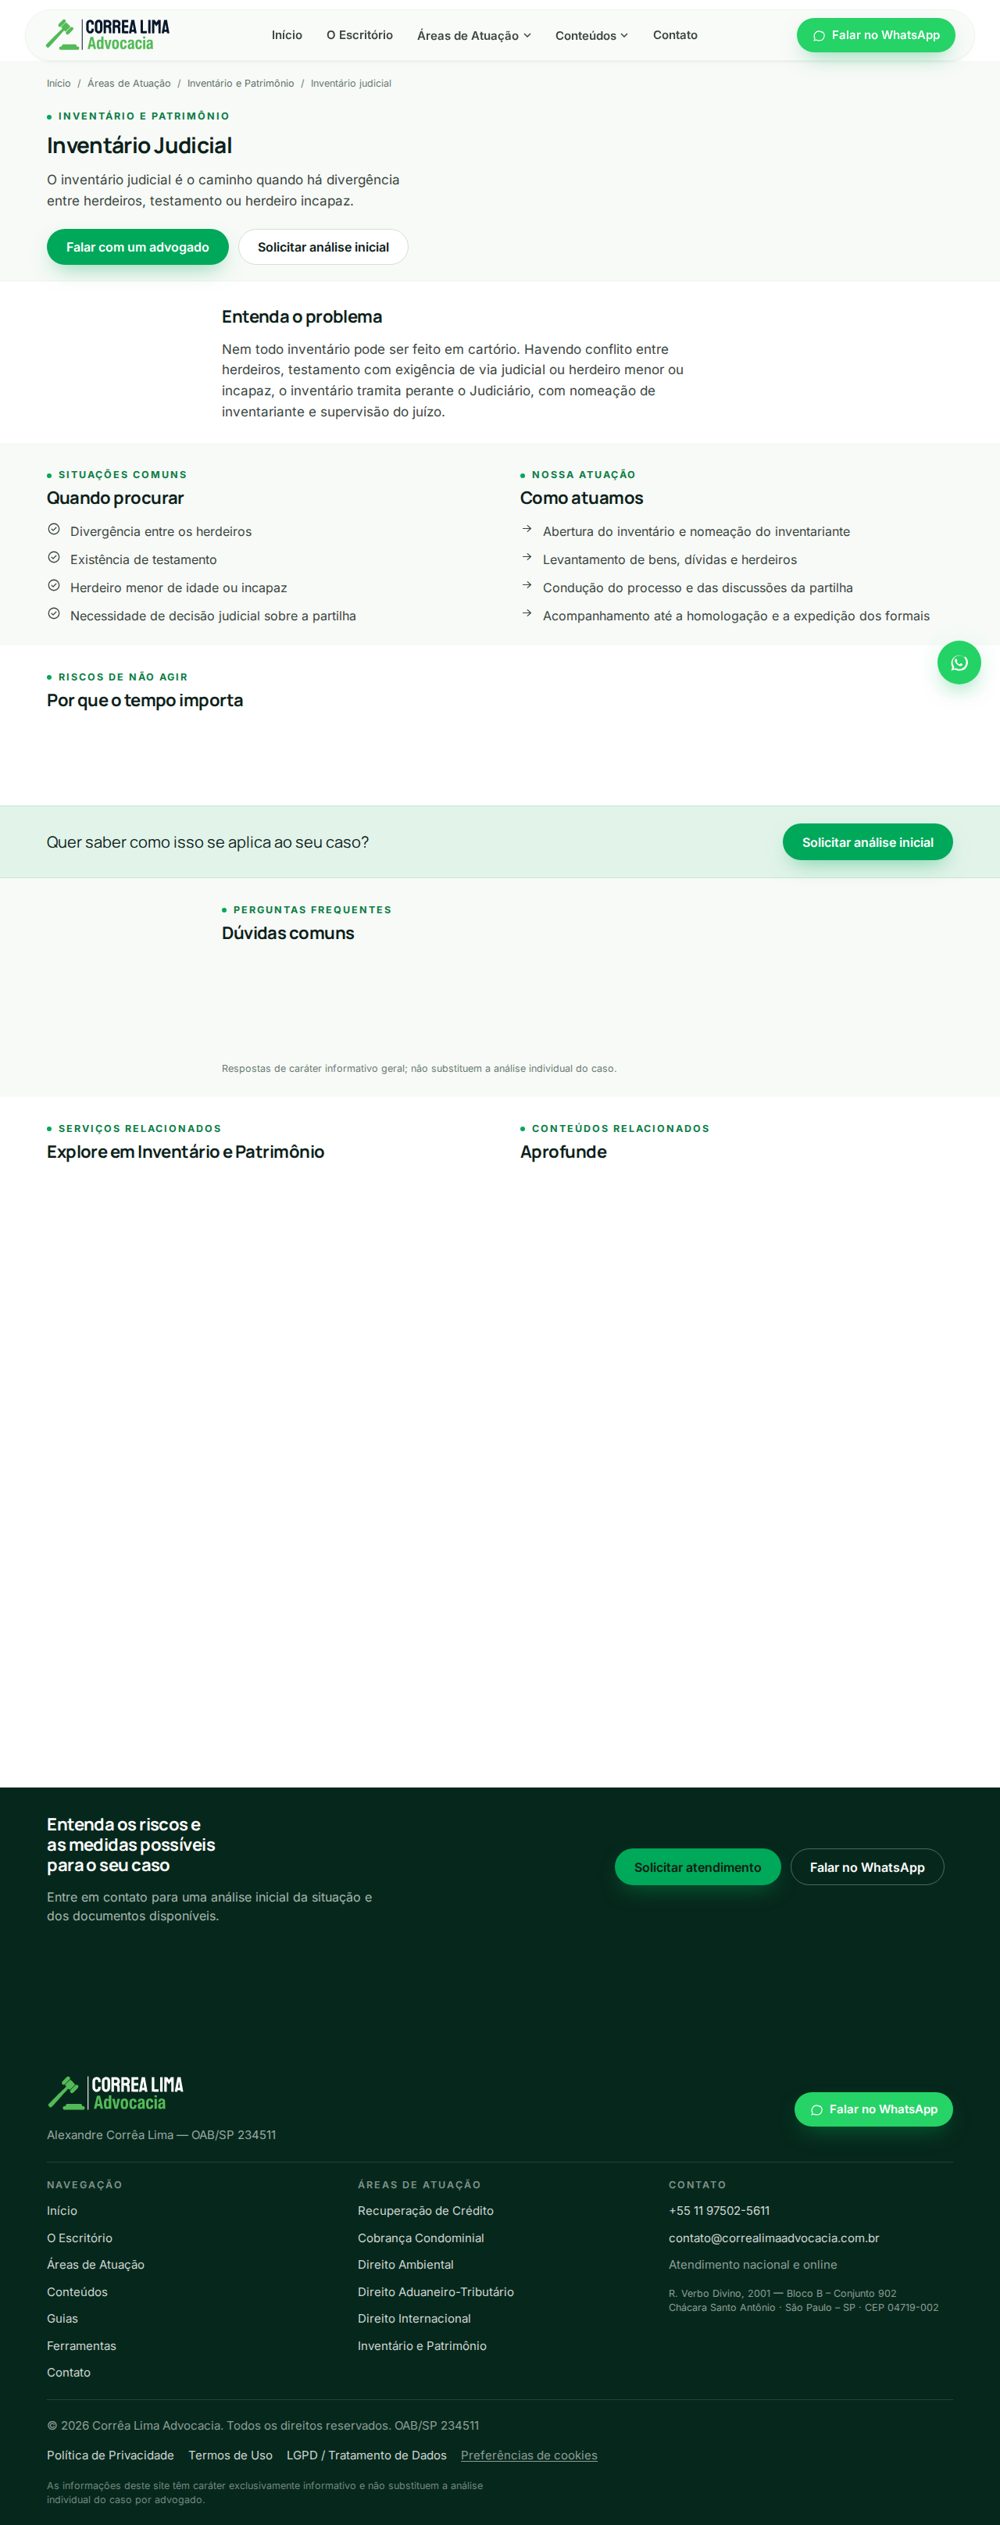 CORREA LIMA
Advocacia
Início
O Escritório
Áreas de Atuação
Conteúdos
Contato
Falar no WhatsApp
Início / Áreas de Atuação / Inventário e Patrimônio / Inventário judicial
INVENTÁRIO E PATRIMÔNIO
Inventário Judicial
O inventário judicial é o caminho quando há divergência
entre herdeiros, testamento ou herdeiro incapaz.
Falar com um advogado
Solicitar análise inicial
Entenda o problema
Nem todo inventário pode ser feito em cartório. Havendo conflito entre
herdeiros, testamento com exigência de via judicial ou herdeiro menor ou
incapaz, o inventário tramita perante o Judiciário, com nomeação de
inventariante e supervisão do juízo.
SITUAÇÕES COMUNS
Quando procurar
Divergência entre os herdeiros
Existência de testamento
Herdeiro menor de idade ou incapaz
Necessidade de decisão judicial sobre a partilha
NOSSA ATUAÇÃO
Como atuamos
Abertura do inventário e nomeação do inventariante
Levantamento de bens, dívidas e herdeiros
Condução do processo e das discussões da partilha
Acompanhamento até a homologação e a expedição dos formais
RISCOS DE NÃO AGIR
Por que o tempo importa
Quer saber como isso se aplica ao seu caso?
Solicitar análise inicial
PERGUNTAS FREQUENTES
Dúvidas comuns
Respostas de caráter informativo geral; não substituem a análise individual do caso.
SERVIÇOS RELACIONADOS
Explore em Inventário e Patrimônio
CONTEÚDOS RELACIONADOS
Aprofunde
Entenda os riscos e
as medidas possíveis
para o seu caso
Entre em contato para uma análise inicial da situação e
dos documentos disponíveis.
Solicitar atendimento
Falar no WhatsApp
CORREA LIMA
Advocacia
Alexandre Corrêa Lima — OAB/SP 234511
Falar no WhatsApp
NAVEGAÇÃO
Início
O Escritório
Áreas de Atuação
Conteúdos
Guias
Ferramentas
Contato
ÁREAS DE ATUAÇÃO
Recuperação de Crédito
Cobrança Condominial
Direito Ambiental
Direito Aduaneiro-Tributário
Direito Internacional
Inventário e Patrimônio
CONTATO
+55 11 97502-5611
contato@correalimaadvocacia.com.br
Atendimento nacional e online
R. Verbo Divino, 2001 — Bloco B – Conjunto 902
Chácara Santo Antônio · São Paulo – SP · CEP 04719-002
© 2026 Corrêa Lima Advocacia. Todos os direitos reservados. OAB/SP 234511
Política de Privacidade
Termos de Uso
LGPD / Tratamento de Dados
Preferências de cookies
As informações deste site têm caráter exclusivamente informativo e não substituem a análise
individual do caso por advogado.